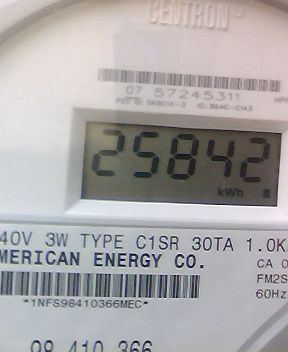 CENTRON®
07 57245311
25842
kWh
40V 3W TYPE C1SR 30TA 1.0K
MERICAN ENERGY CO.
CA 0
FM2S
*1NFS98410366MEC*
60Hz
98 410 366